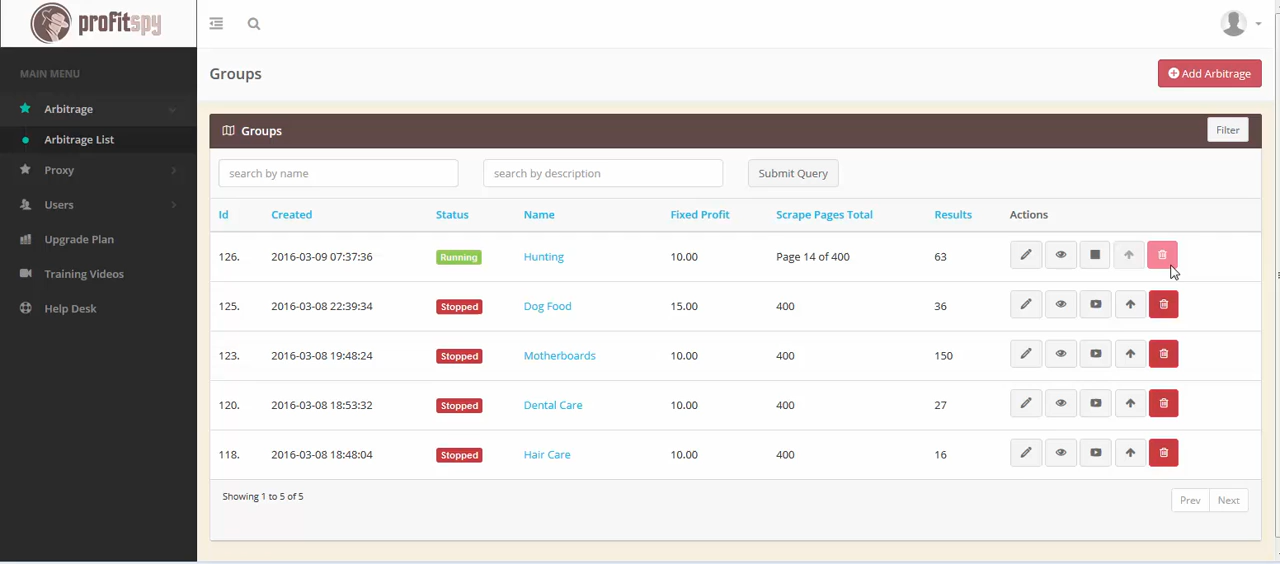 profitspy
MAIN MENU
Arbitrage
Arbitrage List
Proxy
Users
Upgrade Plan
Training Videos
Help Desk
Groups
Add Arbitrage
Groups
Filter
search by name search by description Submit Query
Id Created Status Name Fixed Profit Scrape Pages Total Results Actions
126. 2016-03-09 07:37:36 Running Hunting 10.00 Page 14 of 400 63
125. 2016-03-08 22:39:34 Stopped Dog Food 15.00 400 36
123. 2016-03-08 19:48:24 Stopped Motherboards 10.00 400 150
120. 2016-03-08 18:53:32 Stopped Dental Care 10.00 400 27
118. 2016-03-08 18:48:04 Stopped Hair Care 10.00 400 16
Showing 1 to 5 of 5
Prev Next